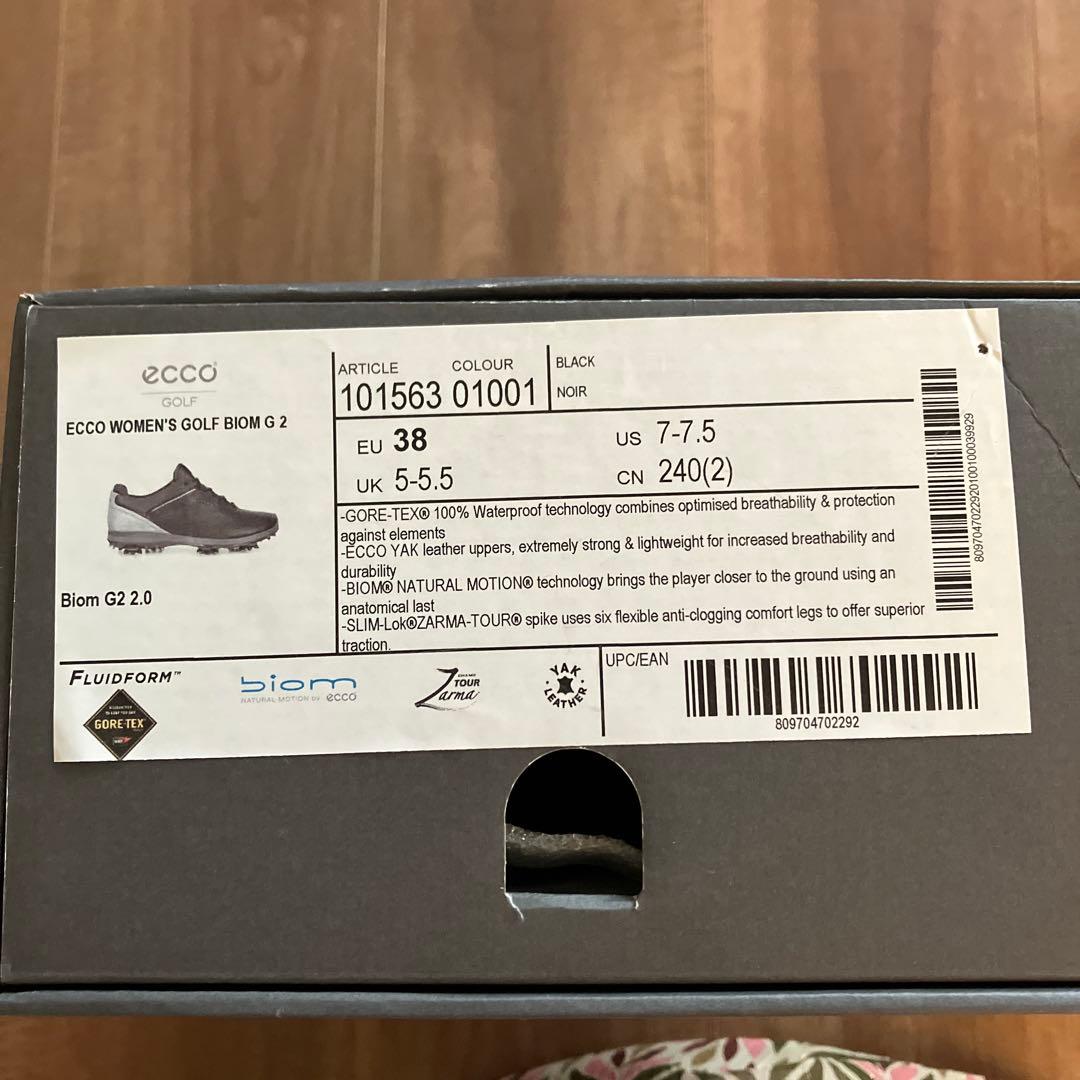 ecco
GOLF
ECCO WOMEN'S GOLF BIOM G 2
Biom G2 2.0
ARTICLE COLOUR
101563 01001
BLACK
NOIR
EU 38
US 7-7.5
UK 5-5.5
CN 240(2)
-GORE-TEX® 100% Waterproof technology combines optimised breathability & protection
against elements
-ECCO YAK leather uppers, extremely strong & lightweight for increased breathability and
durability
-BIOM® NATURAL MOTION® technology brings the player closer to the ground using an
anatomical last
-SLIM-Lok®ZARMA-TOUR® spike uses six flexible anti-clogging comfort legs to offer superior
traction.
8097047022920100100039929
FLUIDFORM™
GORE-TEX
biom
NATURAL MOTION BY ecco
TOUR
Zarma
YAK
LEATHER
UPC/EAN
809704702292